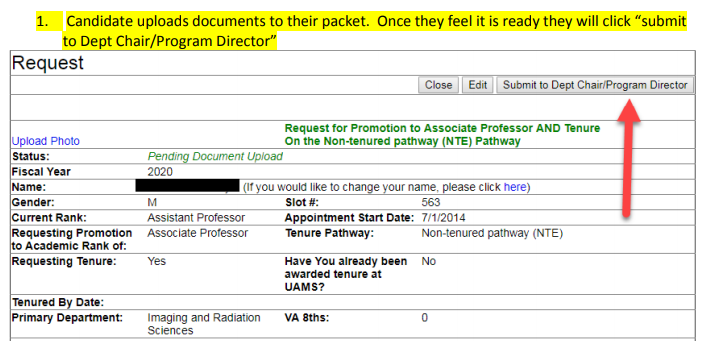 1. Candidate uploads documents to their packet. Once they feel it is ready they will click “submit
to Dept Chair/Program Director”
Request
Close Edit Submit to Dept Chair/Program Director
Request for Promotion to Associate Professor AND Tenure
Upload Photo On the Non-tenured pathway (NTE) Pathway
Status: Pending Document Upload
Fiscal Year 2020
Name: (If you would like to change your name, please click here)
Gender: M Slot #: 563
Current Rank: Assistant Professor Appointment Start Date: 7/1/2014
Requesting Promotion Associate Professor Tenure Pathway: Non-tenured pathway (NTE)
to Academic Rank of:
Requesting Tenure: Yes Have You already been No
awarded tenure at
UAMS?
Tenured By Date:
Primary Department: Imaging and Radiation VA 8ths: 0
Sciences